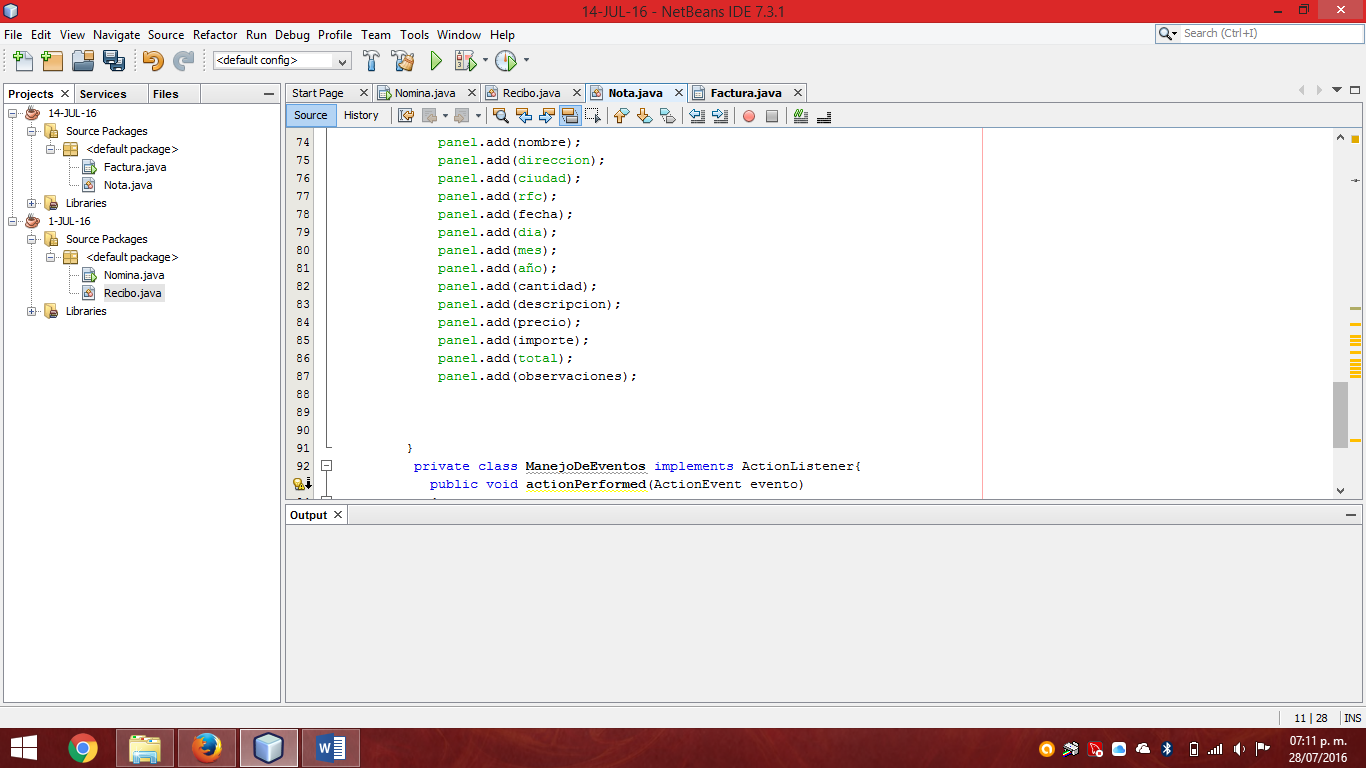 14-JUL-16 - NetBeans IDE 7.3.1
File Edit View Navigate Source Refactor Run Debug Profile Team Tools Window Help
Search (Ctrl+I)
<default config>
Projects Services Files
Start Page Nomina.java Recibo.java Nota.java Factura.java
Source History
14-JUL-16
Source Packages
<default package>
Factura.java
Nota.java
Libraries
1-JUL-16
Source Packages
<default package>
Nomina.java
Recibo.java
Libraries
74 panel.add(nombre);
75 panel.add(direccion);
76 panel.add(ciudad);
77 panel.add(rfc);
78 panel.add(fecha);
79 panel.add(dia);
80 panel.add(mes);
81 panel.add(año);
82 panel.add(cantidad);
83 panel.add(descripcion);
84 panel.add(precio);
85 panel.add(importe);
86 panel.add(total);
87 panel.add(observaciones);
88
89
90
91 }
92 private class ManejoDeEventos implements ActionListener{
public void actionPerformed(ActionEvent evento)
Output
11 | 28 INS
07:11 p. m.
28/07/2016